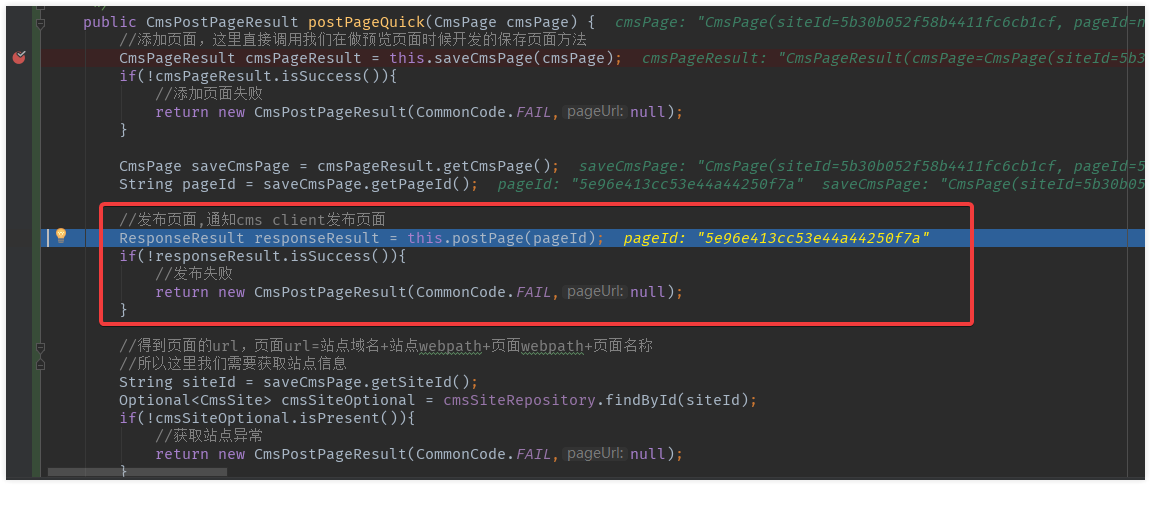 public CmsPostPageResult postPageQuick(CmsPage cmsPage) { cmsPage: "CmsPage(siteId=5b30b052f58b4411fc6cb1cf, pageId=n
//添加页面，这里直接调用我们在做预览页面时候开发的保存页面方法
CmsPageResult cmsPageResult = this.saveCmsPage(cmsPage); cmsPageResult: "CmsPageResult(cmsPage=CmsPage(siteId=5b3
if(!cmsPageResult.isSuccess()){
//添加页面失败
return new CmsPostPageResult(CommonCode.FAIL, pageUrl: null);
}
CmsPage saveCmsPage = cmsPageResult.getCmsPage(); saveCmsPage: "CmsPage(siteId=5b30b052f58b4411fc6cb1cf, pageId=5
String pageId = saveCmsPage.getPageId(); pageId: "5e96e413cc53e44a44250f7a" saveCmsPage: "CmsPage(siteId=5b30b05
//发布页面,通知cms client发布页面
ResponseResult responseResult = this.postPage(pageId); pageId: "5e96e413cc53e44a44250f7a"
if(!responseResult.isSuccess()){
//发布失败
return new CmsPostPageResult(CommonCode.FAIL, pageUrl: null);
}
//得到页面的url，页面url=站点域名+站点webpath+页面webpath+页面名称
//所以这里我们需要获取站点信息
String siteId = saveCmsPage.getSiteId();
Optional<CmsSite> cmsSiteOptional = cmsSiteRepository.findById(siteId);
if(!cmsSiteOptional.isPresent()){
//获取站点异常
return new CmsPostPageResult(CommonCode.FAIL, pageUrl: null);
}